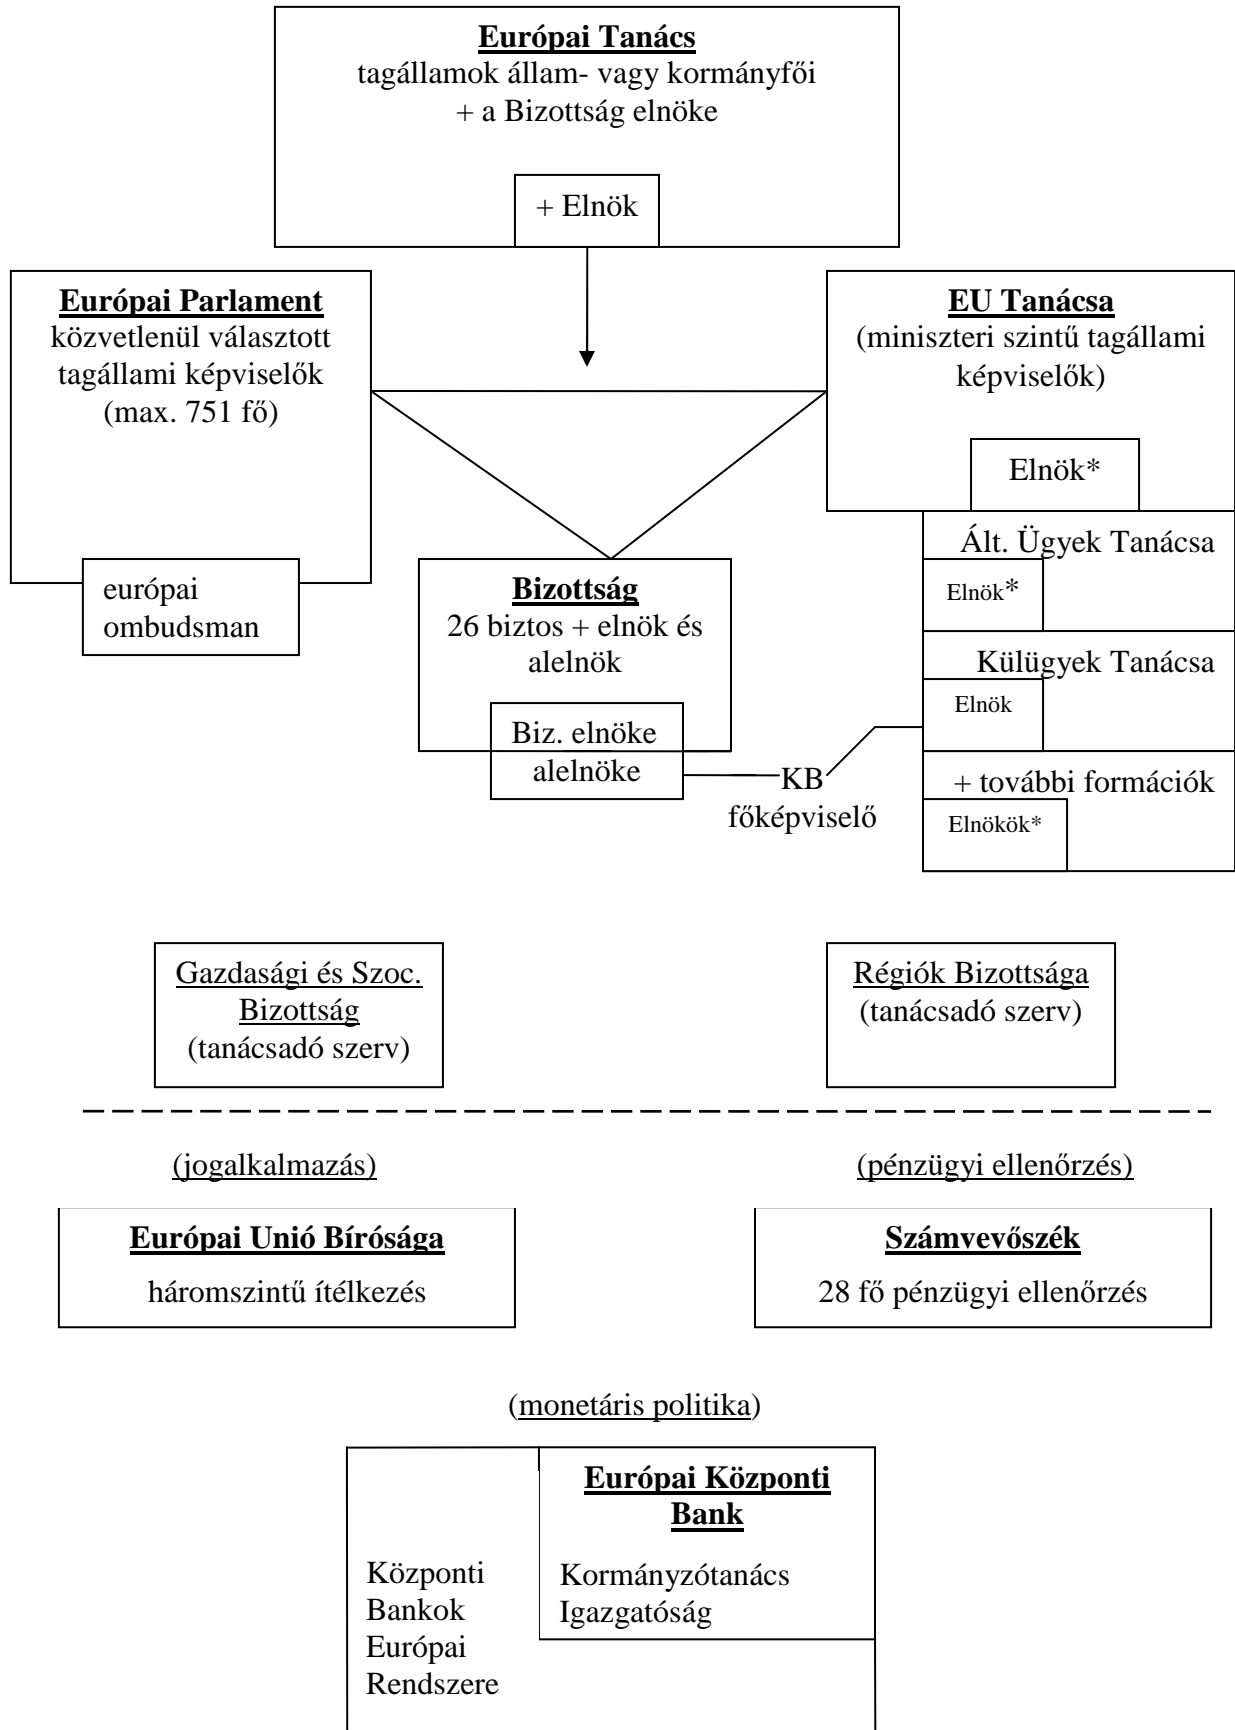 Európai Tanács
tagállamok állam- vagy kormányfői
+ a Bizottság elnöke
+ Elnök
Európai Parlament
közvetlenül választott
tagállami képviselők
(max. 751 fő)
európai
ombudsman
EU Tanácsa
(miniszteri szintű tagállami
képviselők)
Elnök*
Ált. Ügyek Tanácsa
Elnök*
Külügyek Tanácsa
Elnök
+ további formációk
Elnökök*
Bizottság
26 biztos + elnök és
alelnök
Biz. elnöke
alelnöke
KB
főképviselő
Gazdasági és Szoc.
Bizottság
(tanácsadó szerv)
Régiók Bizottsága
(tanácsadó szerv)
(jogalkalmazás)
(pénzügyi ellenőrzés)
Európai Unió Bírósága
háromszintű ítélkezés
Számvevőszék
28 fő pénzügyi ellenőrzés
(monetáris politika)
Európai Központi
Bank
Kormányzótanács
Igazgatóság
Központi
Bankok
Európai
Rendszere